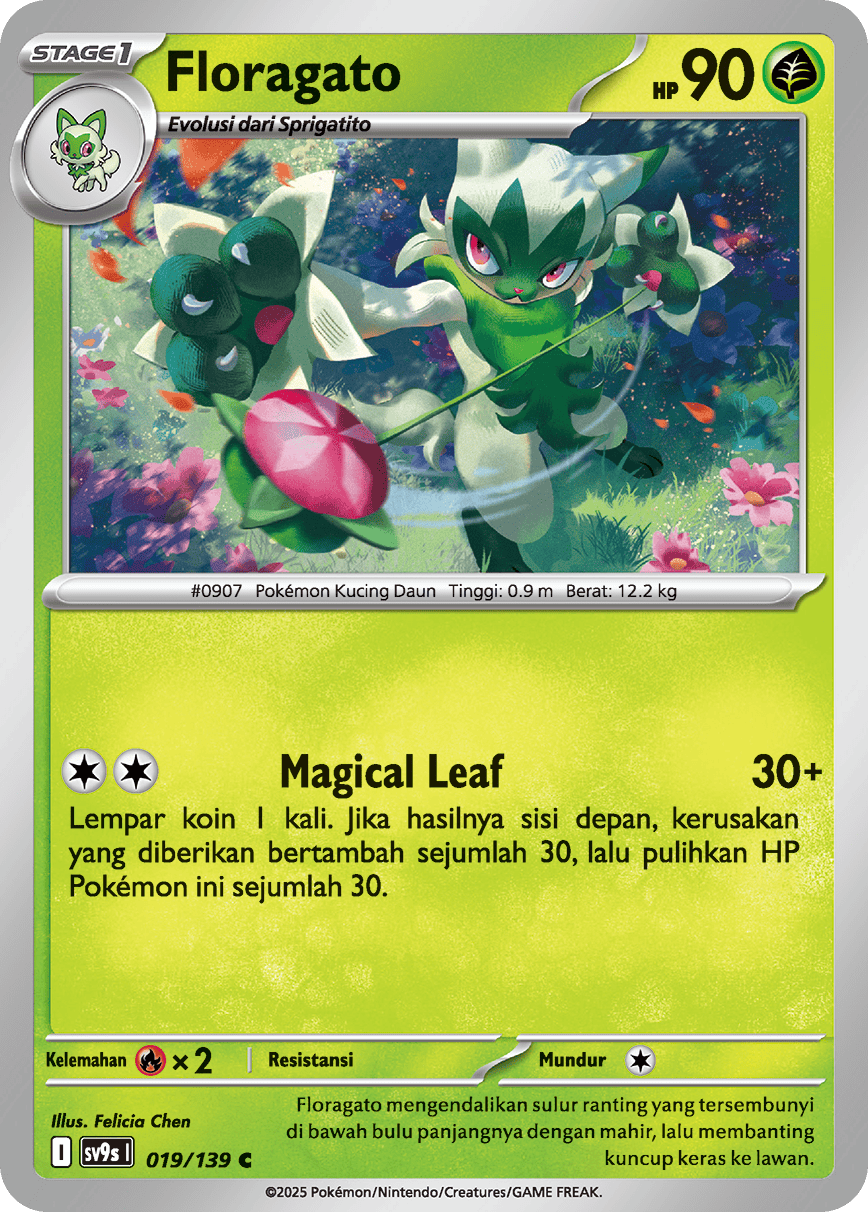 STAGE 1
Floragato
HP 90
Evolusi dari Sprigatito
#0907 Pokémon Kucing Daun Tinggi: 0.9 m Berat: 12.2 kg
Magical Leaf 30+
Lempar koin 1 kali. Jika hasilnya sisi depan, kerusakan
yang diberikan bertambah sejumlah 30, lalu pulihkan HP
Pokémon ini sejumlah 30.
Kelemahan ×2 Resistansi Mundur
Illus. Felicia Chen
I sv9s I 019/139 C
Floragato mengendalikan sulur ranting yang tersembunyi
di bawah bulu panjangnya dengan mahir, lalu membanting
kuncup keras ke lawan.
©2025 Pokémon/Nintendo/Creatures/GAME FREAK.